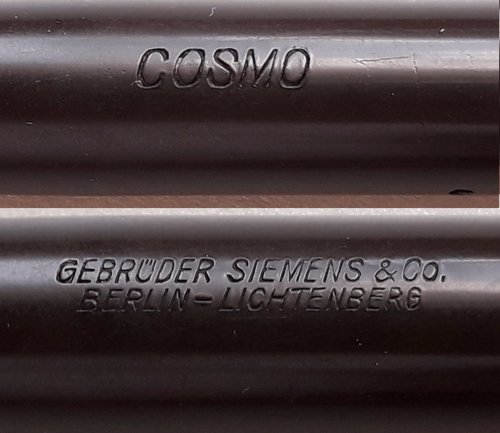 COSMO
GEBRÜDER SIEMENS & Co.
BERLIN-LICHTENBERG